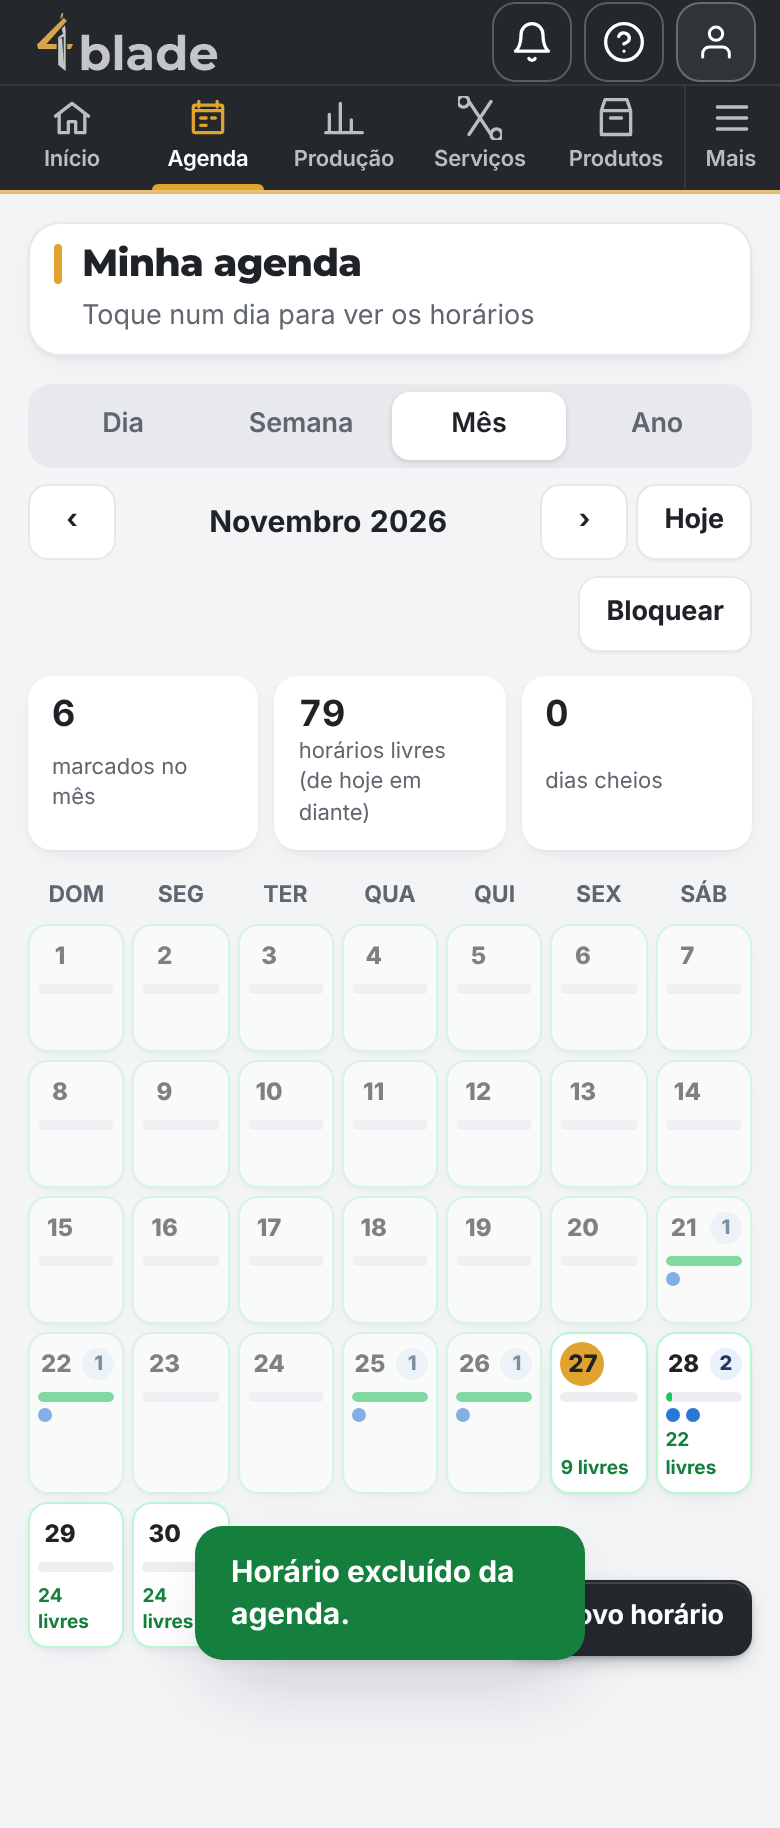 4blade
Início
Agenda
Produção
Serviços
Produtos
Mais
Minha agenda
Toque num dia para ver os horários
Dia
Semana
Mês
Ano
‹
Novembro 2026
›
Hoje
Bloquear
6
marcados no
mês
79
horários livres
(de hoje em
diante)
0
dias cheios
DOM SEG TER QUA QUI SEX SÁB
1 2 3 4 5 6 7
8 9 10 11 12 13 14
15 16 17 18 19 20 21 1
22 1 23 24 25 1 26 1 27 28 2
9 livres
22
livres
29 30
24
livres
24
livres
Horário excluído da
agenda.
ovo horário